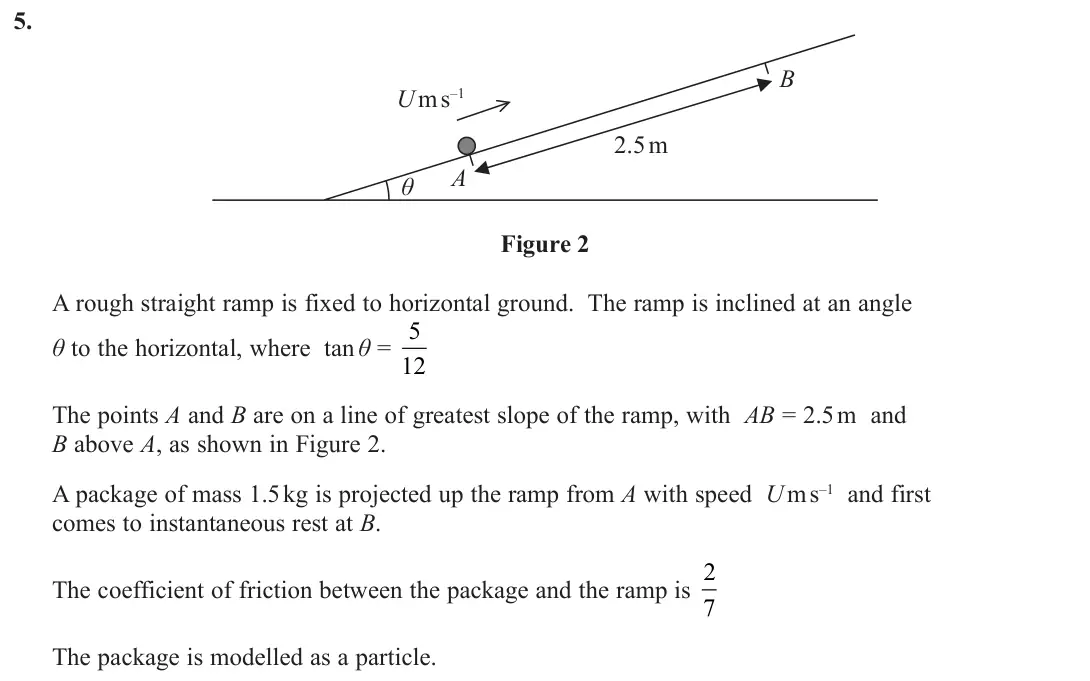 5.
U m s⁻¹
B
2.5 m
θ
A
Figure 2
A rough straight ramp is fixed to horizontal ground. The ramp is inclined at an angle
θ to the horizontal, where tan θ = 5/12
The points A and B are on a line of greatest slope of the ramp, with AB = 2.5 m and
B above A, as shown in Figure 2.
A package of mass 1.5 kg is projected up the ramp from A with speed U m s⁻¹ and first
comes to instantaneous rest at B.
The coefficient of friction between the package and the ramp is 2/7
The package is modelled as a particle.